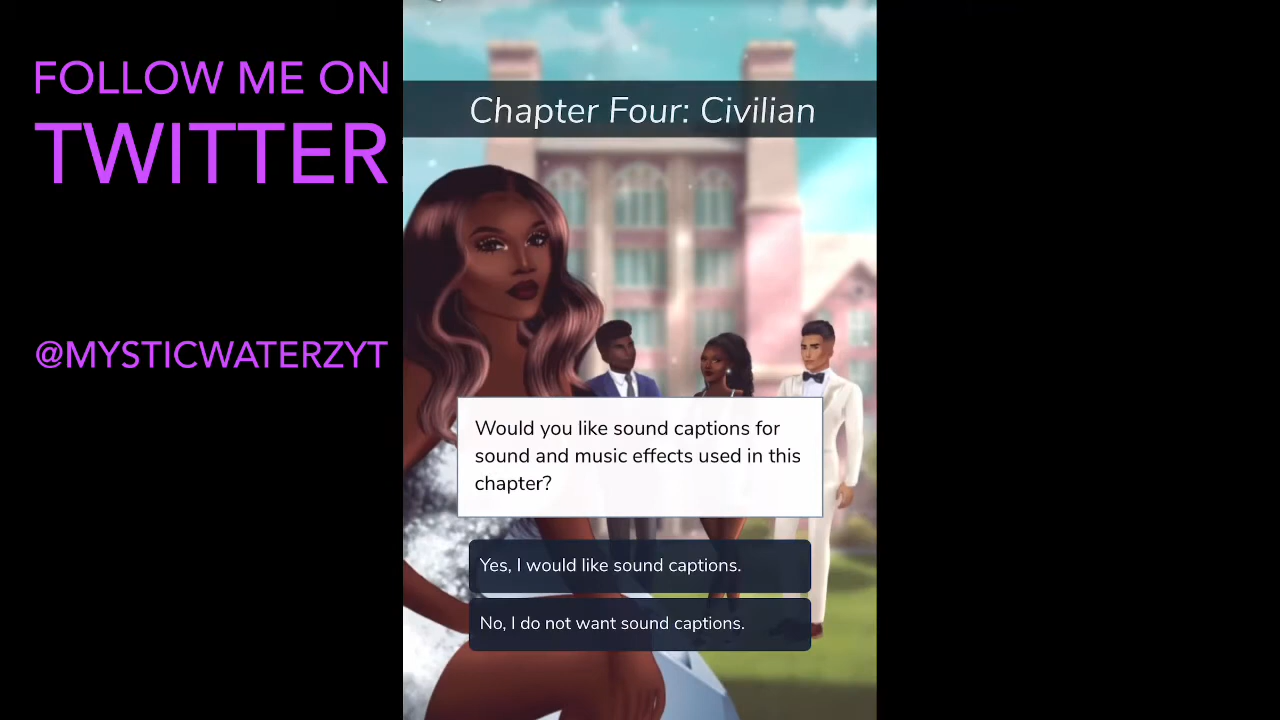 FOLLOW ME ON
TWITTER
@MYSTICWATERZYT
Chapter Four: Civilian
Would you like sound captions for
sound and music effects used in this
chapter?
Yes, I would like sound captions.
No, I do not want sound captions.